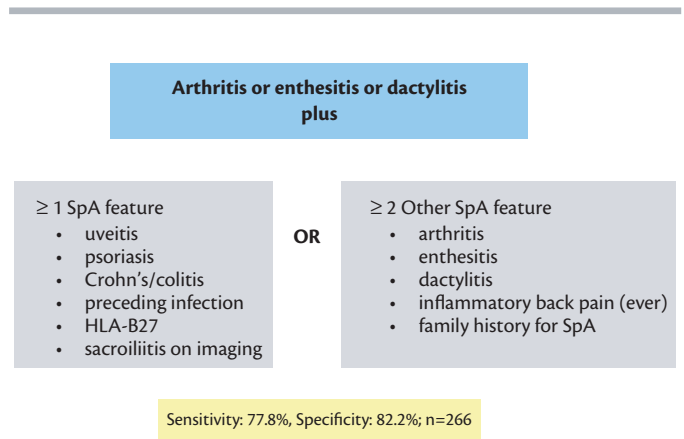 Arthritis or enthesitis or dactylitis
plus
≥ 1 SpA feature
• uveitis
• psoriasis
• Crohn's/colitis
• preceding infection
• HLA-B27
• sacroiliitis on imaging
OR
≥ 2 Other SpA feature
• arthritis
• enthesitis
• dactylitis
• inflammatory back pain (ever)
• family history for SpA
Sensitivity: 77.8%, Specificity: 82.2%; n=266